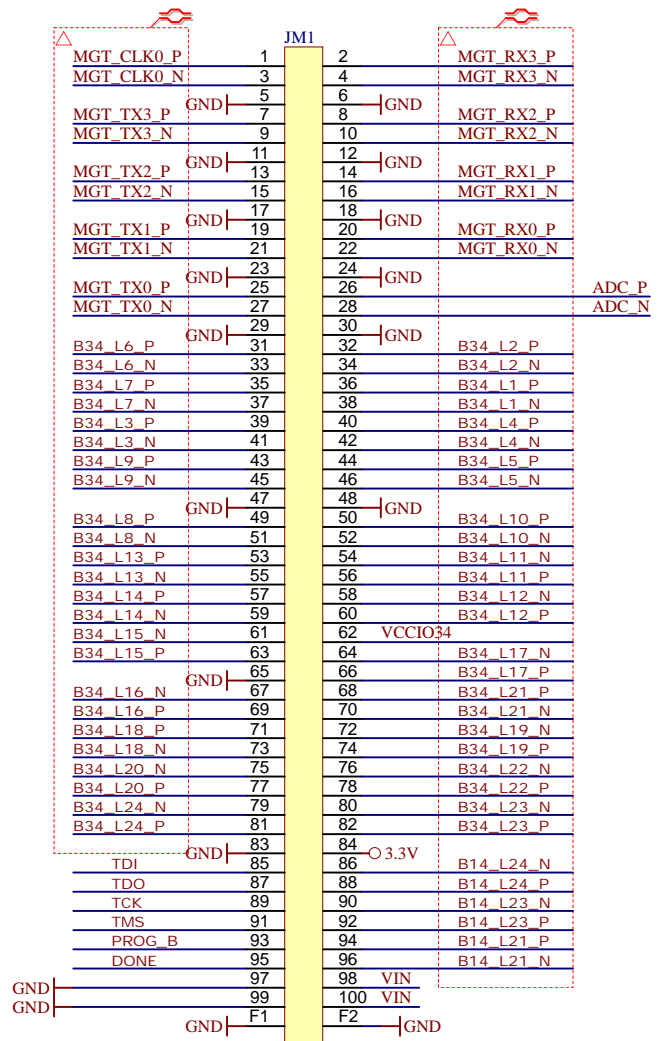 JM1
MGT_CLK0_P 1 2 MGT_RX3_P
MGT_CLK0_N 3 4 MGT_RX3_N
GND 5 6 GND
MGT_TX3_P 7 8 MGT_RX2_P
MGT_TX3_N 9 10 MGT_RX2_N
GND 11 12 GND
MGT_TX2_P 13 14 MGT_RX1_P
MGT_TX2_N 15 16 MGT_RX1_N
GND 17 18 GND
MGT_TX1_P 19 20 MGT_RX0_P
MGT_TX1_N 21 22 MGT_RX0_N
GND 23 24 GND
MGT_TX0_P 25 26 ADC_P
MGT_TX0_N 27 28 ADC_N
GND 29 30 GND
B34_L6_P 31 32 B34_L2_P
B34_L6_N 33 34 B34_L2_N
B34_L7_P 35 36 B34_L1_P
B34_L7_N 37 38 B34_L1_N
B34_L3_P 39 40 B34_L4_P
B34_L3_N 41 42 B34_L4_N
B34_L9_P 43 44 B34_L5_P
B34_L9_N 45 46 B34_L5_N
GND 47 48 GND
B34_L8_P 49 50 B34_L10_P
B34_L8_N 51 52 B34_L10_N
B34_L13_P 53 54 B34_L11_N
B34_L13_N 55 56 B34_L11_P
B34_L14_P 57 58 B34_L12_N
B34_L14_N 59 60 B34_L12_P
B34_L15_N 61 62 VCCIO34
B34_L15_P 63 64 B34_L17_N
GND 65 66 B34_L17_P
B34_L16_N 67 68 B34_L21_P
B34_L16_P 69 70 B34_L21_N
B34_L18_P 71 72 B34_L19_N
B34_L18_N 73 74 B34_L19_P
B34_L20_N 75 76 B34_L22_N
B34_L20_P 77 78 B34_L22_P
B34_L24_N 79 80 B34_L23_N
B34_L24_P 81 82 B34_L23_P
GND 83 84 3.3V
TDI 85 86 B14_L24_N
TDO 87 88 B14_L24_P
TCK 89 90 B14_L23_N
TMS 91 92 B14_L23_P
PROG_B 93 94 B14_L21_P
DONE 95 96 B14_L21_N
GND 97 98 VIN
GND 99 100 VIN
GND F1 F2 GND